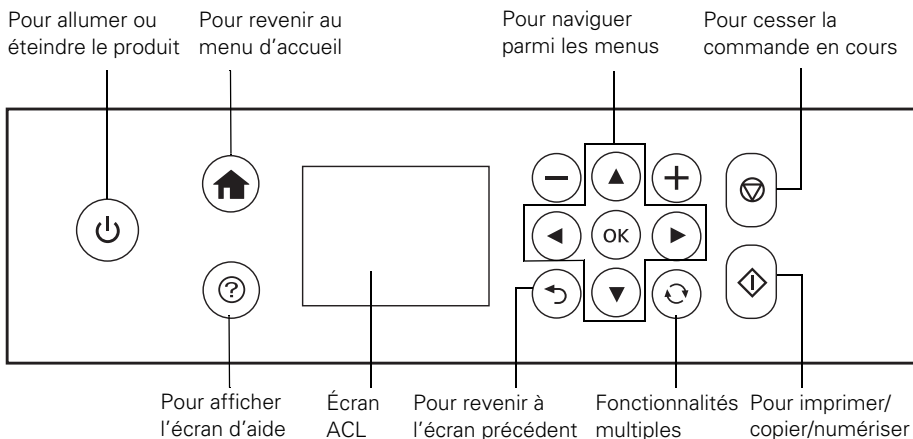 Pour allumer ou
éteindre le produit
Pour revenir au
menu d'accueil
Pour naviguer
parmi les menus
Pour cesser la
commande en cours
OK
?
Pour afficher
l'écran d'aide
Écran
ACL
Pour revenir à
l'écran précédent
Fonctionnalités
multiples
Pour imprimer/
copier/numériser